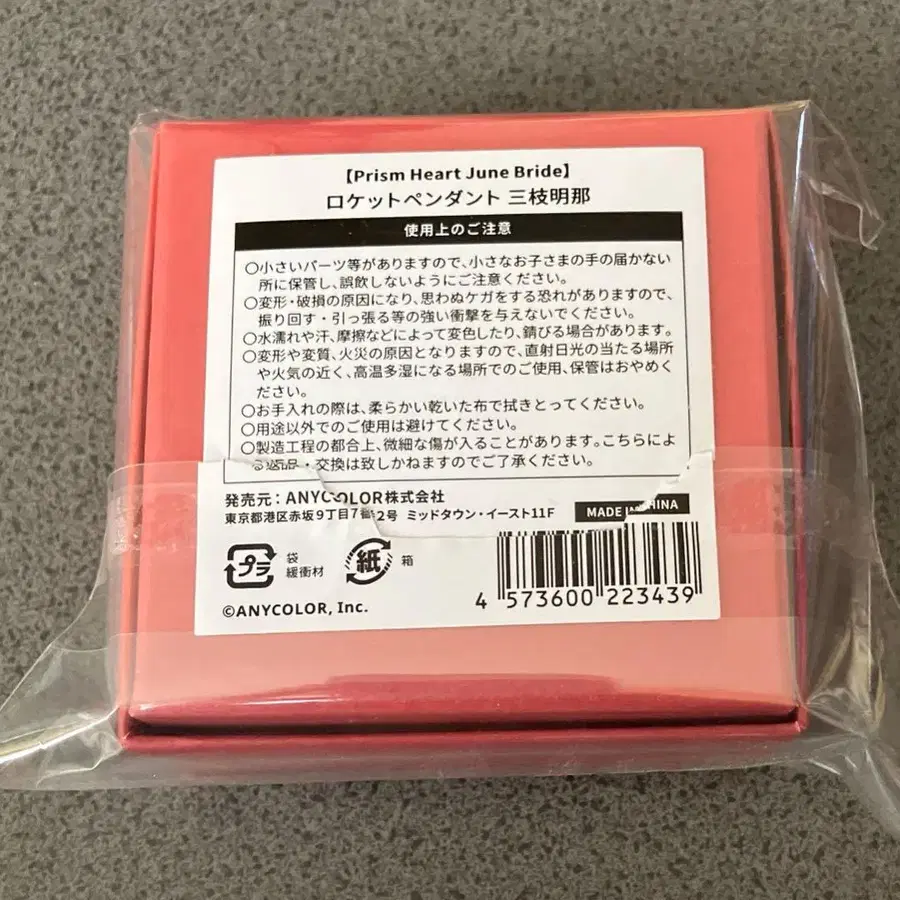 【Prism Heart June Bride】
ロケットペンダント 三枝明那
使用上のご注意
○小さいパーツ等がありますので、小さなお子さまの手の届かない
所に保管し、誤飲しないようにご注意ください。
○変形・破損の原因になり、思わぬケガをする恐れがありますので、
振り回す・引っ張る等の強い衝撃を与えないでください。
○水濡れや汗、摩擦などによって変色したり、錆びる場合があります。
○変形や変質、火災の原因となりますので、直射日光の当たる場所
や火気の近く、高温多湿になる場所でのご使用、保管はおやめく
ださい。
○お手入れの際は、柔らかい乾いた布で拭きとってください。
○用途以外でのご使用は避けてください。
○製造工程の都合上、微細な傷が入ることがあります。こちらによ
る返品・交換は致しかねますのでご了承ください。
発売元：ANYCOLOR株式会社
東京都港区赤坂9丁目7番2号 ミッドタウン・イースト11F
MADE IN CHINA
プラ
袋
緩衝材
紙
箱
4 573600 223439
©ANYCOLOR, Inc.